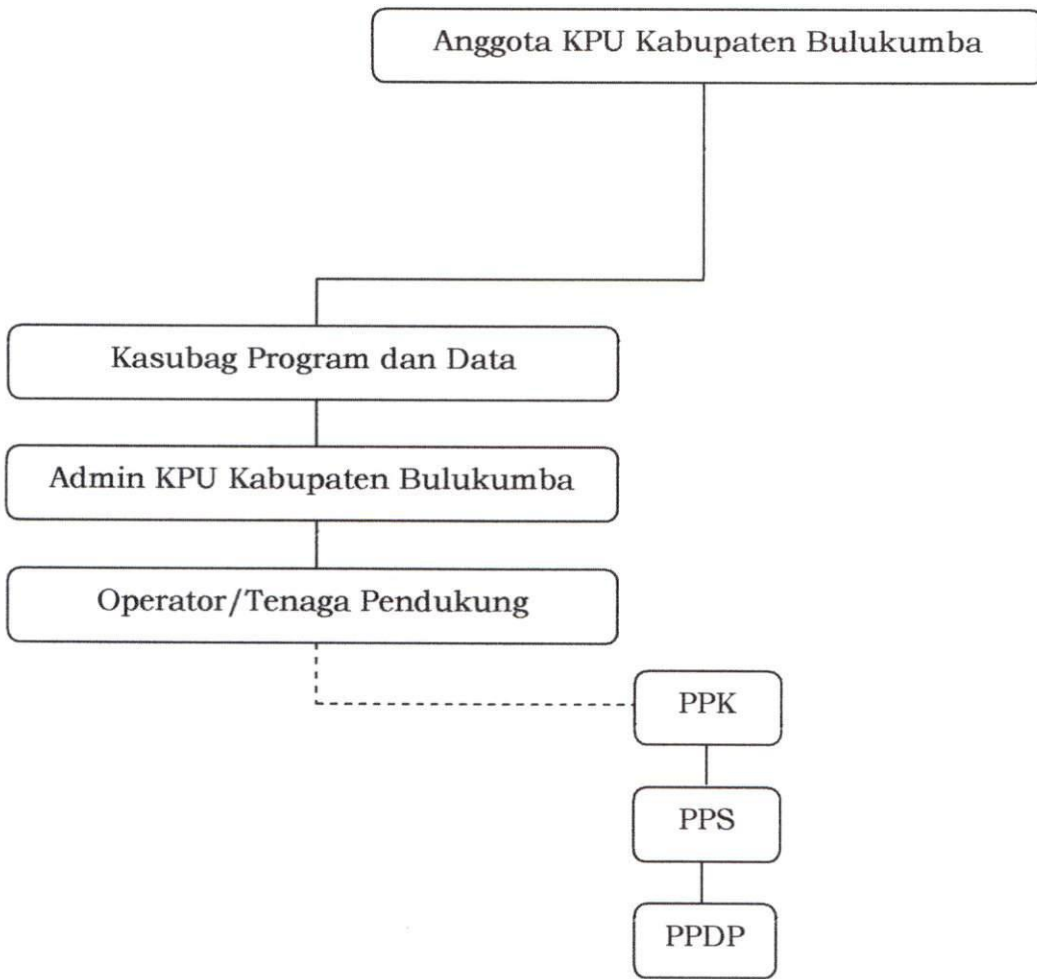 Anggota KPU Kabupaten Bulukumba
Kasubag Program dan Data
Admin KPU Kabupaten Bulukumba
Operator/Tenaga Pendukung
PPK
PPS
PPDP